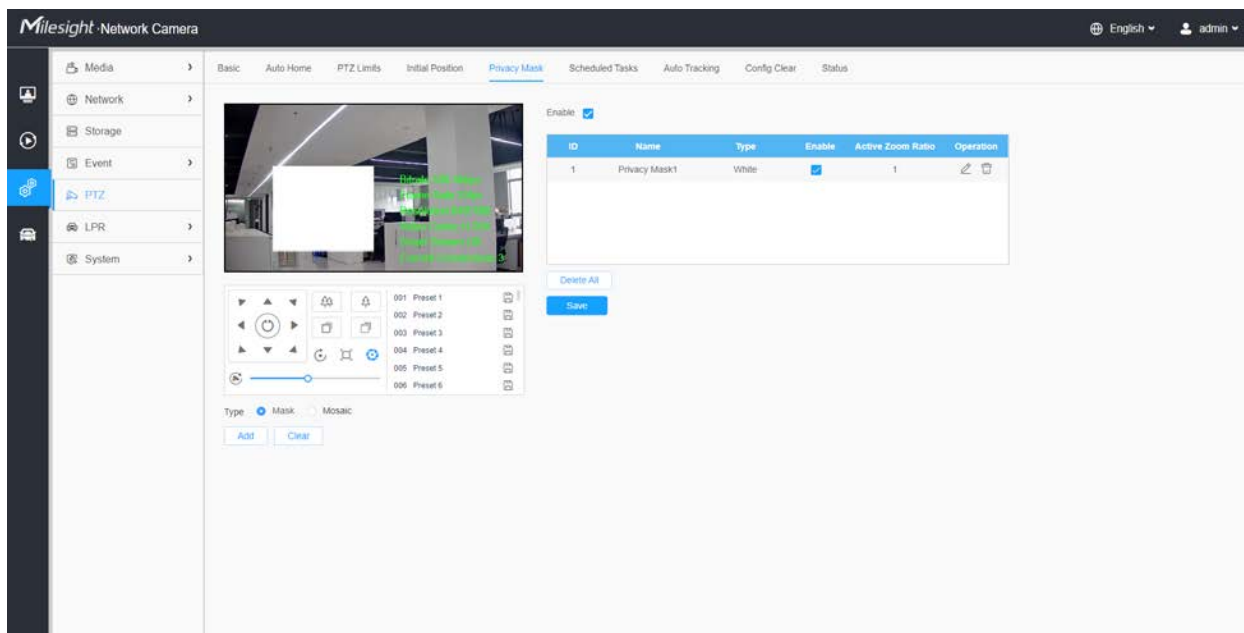 Milesight ·Network Camera
English
admin
Media
Network
Storage
Event
PTZ
LPR
System
Basic
Auto Home
PTZ Limits
Initial Position
Privacy Mask
Scheduled Tasks
Auto Tracking
Config Clear
Status
Enable
ID Name Type Enable Active Zoom Ratio Operation
1 Privacy Mask1 White 1
Delete All
Save
001 Preset 1
002 Preset 2
003 Preset 3
004 Preset 4
005 Preset 5
006 Preset 6
Type Mask Mosaic
Add Clear